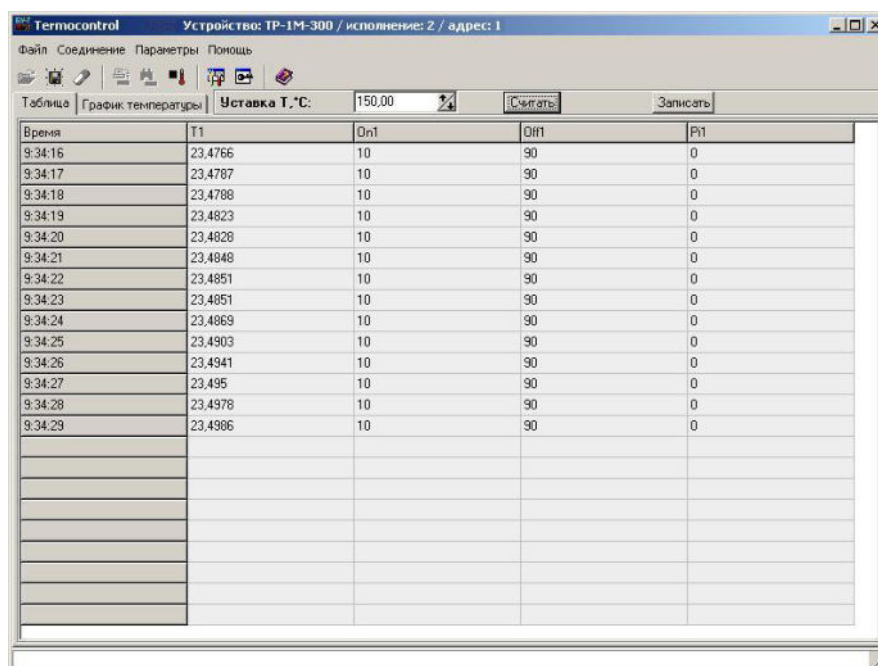 Termocontrol Устройство: ТР-1М-300 / исполнение: 2 / адрес: 1
Файл Соединение Параметры Помощь
Таблица График температуры Уставка Т,°С: 150,00 Считать Записать
Время T1 On1 Off1 Pi1
9:34:16 23,4766 10 90 0
9:34:17 23,4787 10 90 0
9:34:18 23,4788 10 90 0
9:34:19 23,4823 10 90 0
9:34:20 23,4828 10 90 0
9:34:21 23,4848 10 90 0
9:34:22 23,4851 10 90 0
9:34:23 23,4851 10 90 0
9:34:24 23,4869 10 90 0
9:34:25 23,4903 10 90 0
9:34:26 23,4941 10 90 0
9:34:27 23,495 10 90 0
9:34:28 23,4978 10 90 0
9:34:29 23,4986 10 90 0